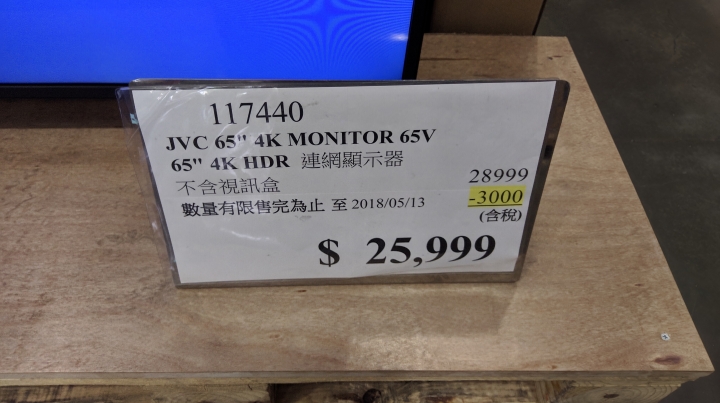 117440
JVC 65" 4K MONITOR 65V
65" 4K HDR 連網顯示器
不含視訊盒
28999
數量有限售完為止 至 2018/05/13
-3000
(含稅)
$ 25,999